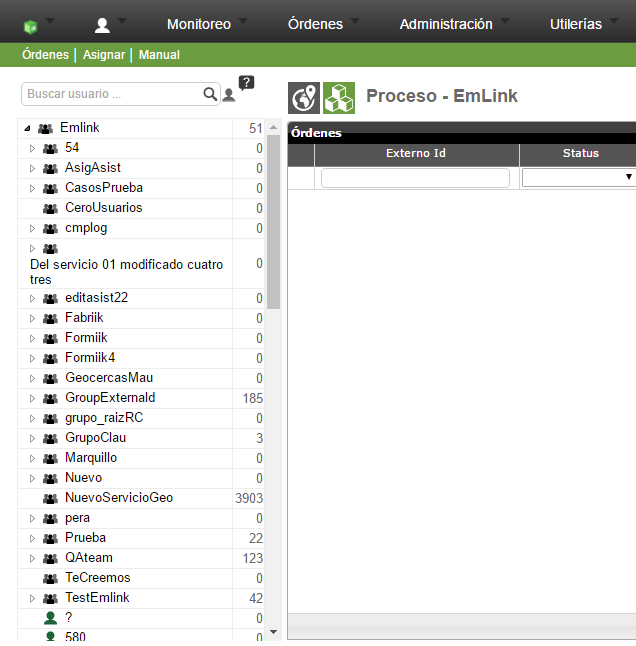 Monitoreo Órdenes Administración Utilerías
Órdenes Asignar Manual
Buscar usuario ... ?
Proceso - EmLink
Emlink 51
54 0
AsigAsist 0
CasosPrueba 0
CeroUsuarios 0
cmplog 0
Del servicio 01 modificado cuatro
tres 0
editasist22 0
Fabriik 0
Formiik 0
Formiik4 0
GeocercasMau 0
GroupExternaId 185
grupo_raizRC 0
GrupoClau 3
Marquillo 0
Nuevo 0
NuevoServicioGeo 3903
pera 0
Prueba 22
QAteam 123
TeCreemos 0
TestEmlink 42
? 0
580 0
Órdenes
Externo Id Status